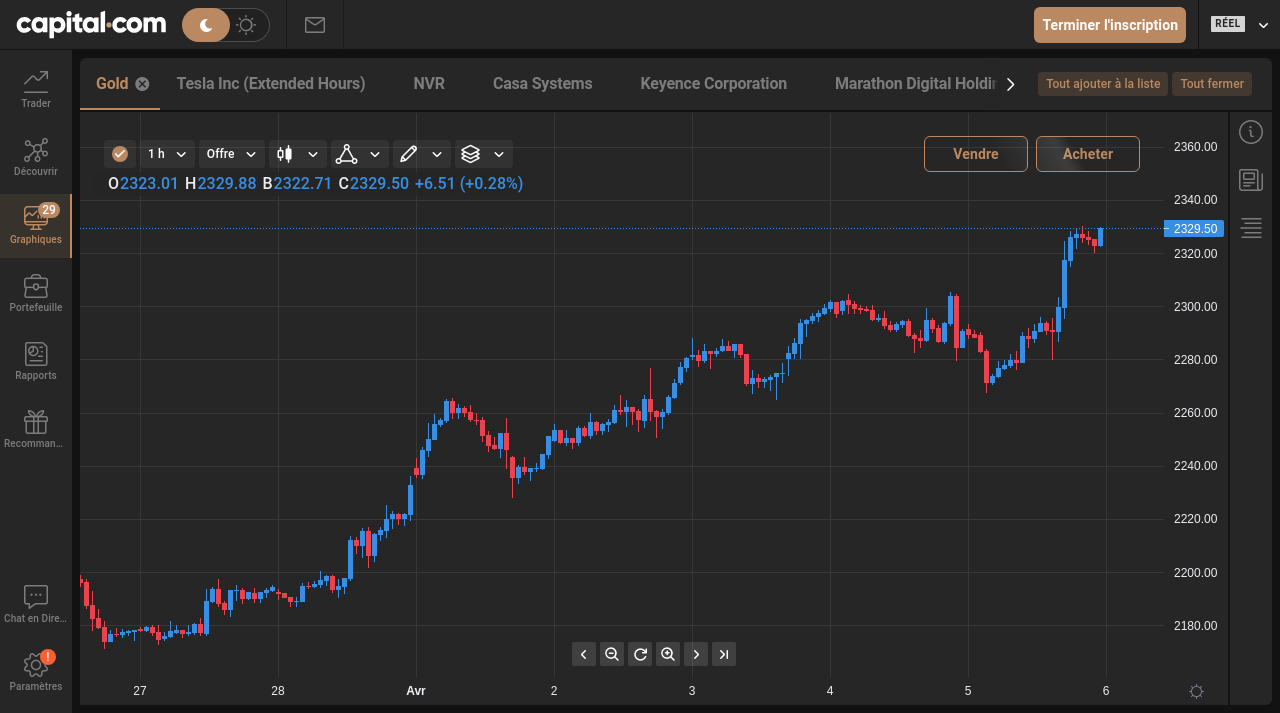 capital.com
Terminer l'inscription
RÉEL
Trader
Découvrir
29
Graphiques
Portefeuille
Rapports
Recomman...
Chat en Dire...
!
Paramètres
Gold
Tesla Inc (Extended Hours)
NVR
Casa Systems
Keyence Corporation
Marathon Digital Holdin
Tout ajouter à la liste
Tout fermer
1 h
Offre
Vendre
Acheter
O2323.01 H2329.88 B2322.71 C2329.50 +6.51 (+0.28%)
2360.00
2340.00
2329.50
2320.00
2300.00
2280.00
2260.00
2240.00
2220.00
2200.00
2180.00
27 28 Avr 2 3 4 5 6